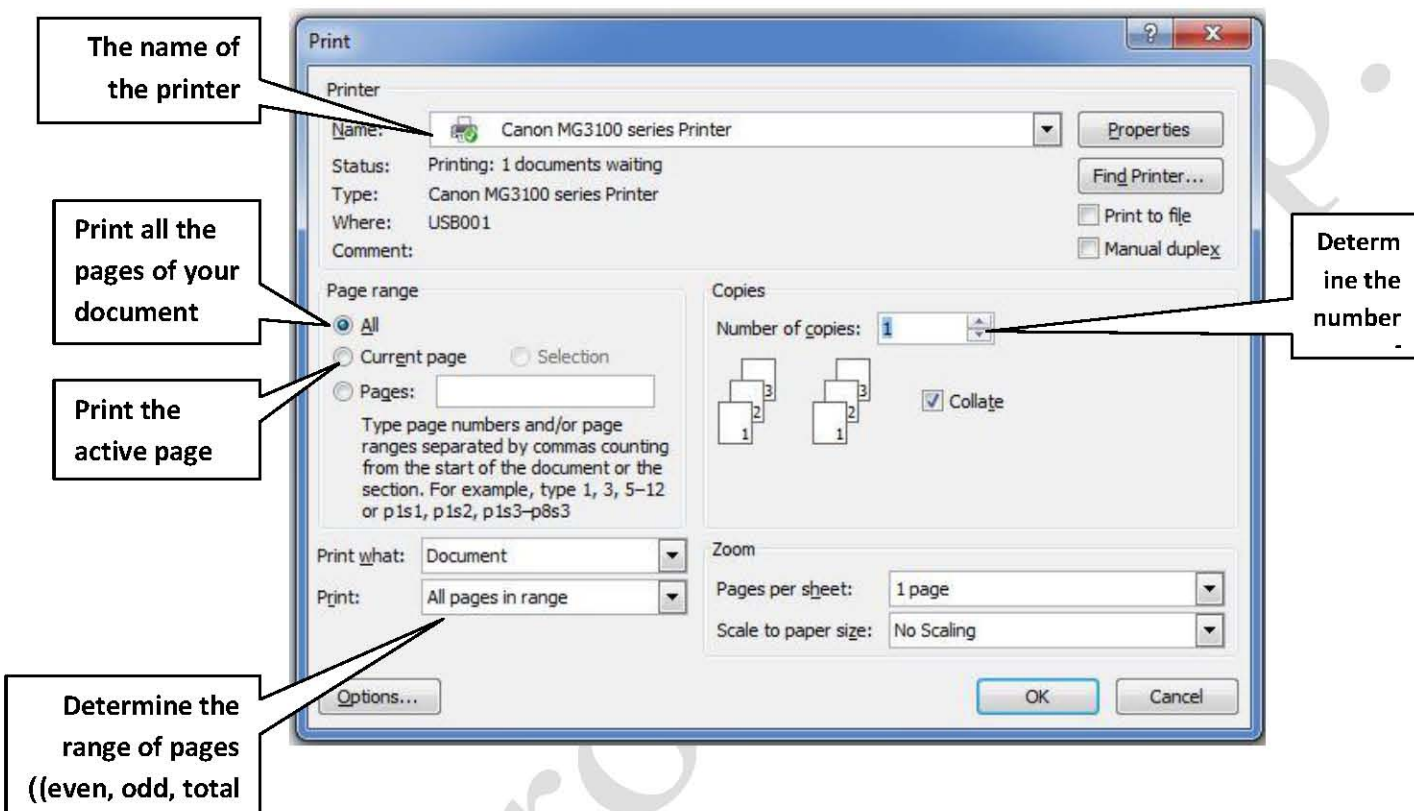 The name of
the printer
Print
Printer
Name:
Canon MG3100 series Printer
Properties
Status:
Printing: 1 documents waiting
Find Printer...
Type:
Canon MG3100 series Printer
Where:
USB001
Print to file
Comment:
Manual duplex
Print all the
pages of your
document
Determ
ine the
number
Page range
All
Current page
Selection
Pages:
Type page numbers and/or page
ranges separated by commas counting
from the start of the document or the
section. For example, type 1, 3, 5–12
or p1s1, p1s2, p1s3–p8s3
Print the
active page
Copies
Number of copies:
1
3
2
1
3
2
1
Collate
Print what:
Document
Print:
All pages in range
Zoom
Pages per sheet:
1 page
Scale to paper size:
No Scaling
Options...
OK
Cancel
Determine the
range of pages
((even, odd, total